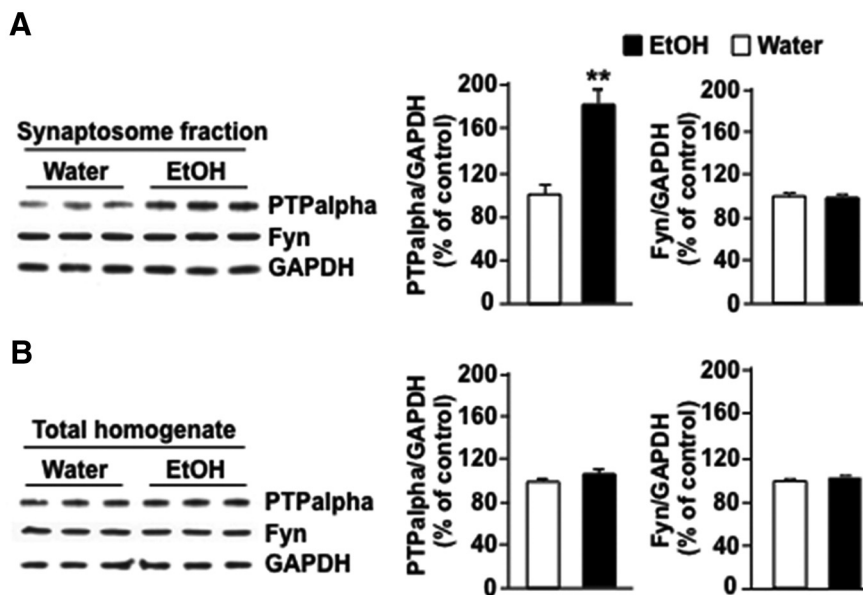 A
EtOH Water
Synaptosome fraction
Water EtOH
PTPalpha
Fyn
GAPDH
PTPalpha/GAPDH
(% of control)
200
160
120
80
40
0
**
Fyn/GAPDH
(% of control)
200
160
120
80
40
0
B
Total homogenate
Water EtOH
PTPalpha
Fyn
GAPDH
PTPalpha/GAPDH
(% of control)
200
160
120
80
40
0
Fyn/GAPDH
(% of control)
200
160
120
80
40
0